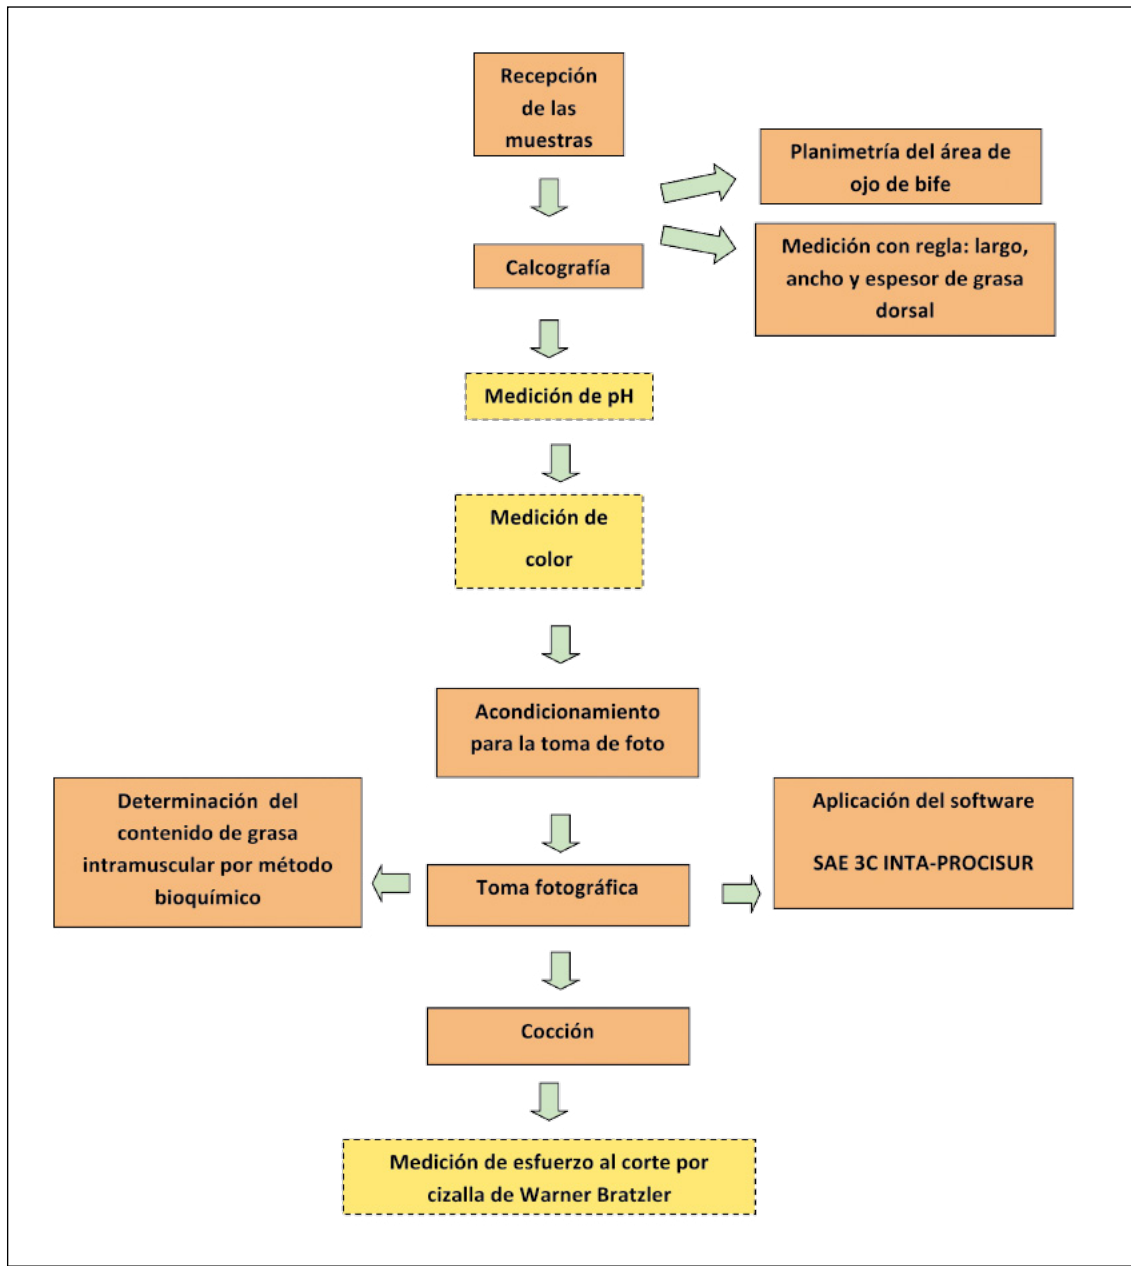 Recepción
de las
muestras
Planimetría del área de
ojo de bife
Calcografía
Medición con regla: largo,
ancho y espesor de grasa
dorsal
Medición de pH
Medición de
color
Acondicionamiento
para la toma de foto
Determinación del
contenido de grasa
intramuscular por método
bioquímico
Toma fotográfica
Aplicación del software
SAE 3C INTA-PROCISUR
Cocción
Medición de esfuerzo al corte por
cizalla de Warner Bratzler